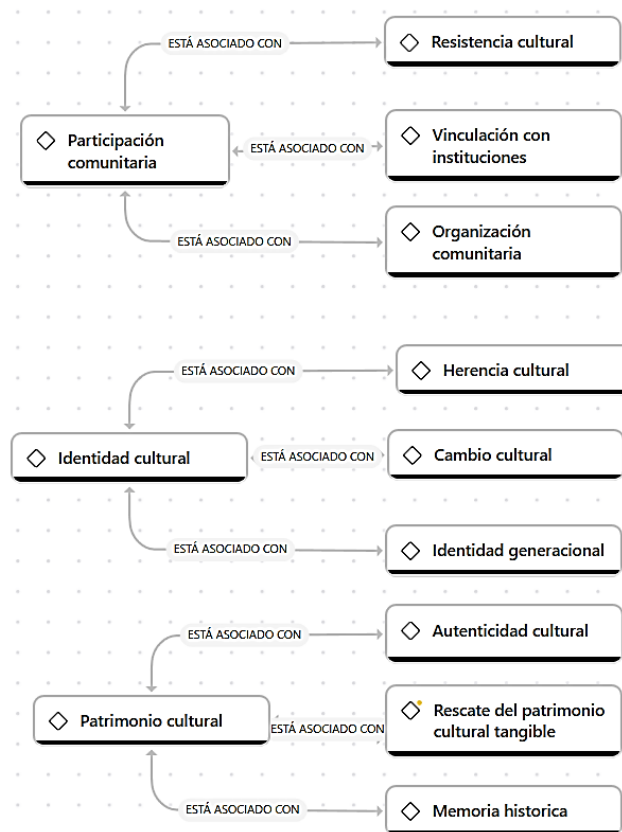 ESTÁ ASOCIADO CON
Resistencia cultural
Participación
comunitaria
ESTÁ ASOCIADO CON
Vinculación con
instituciones
ESTÁ ASOCIADO CON
Organización
comunitaria
ESTÁ ASOCIADO CON
Herencia cultural
Identidad cultural
ESTÁ ASOCIADO CON
Cambio cultural
ESTÁ ASOCIADO CON
Identidad generacional
ESTÁ ASOCIADO CON
Autenticidad cultural
Patrimonio cultural
ESTÁ ASOCIADO CON
Rescate del patrimonio
cultural tangible
ESTÁ ASOCIADO CON
Memoria historica